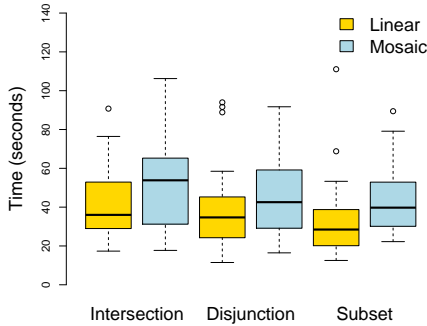 Linear
Mosaic
Time (seconds)
140
120
100
80
60
40
20
0
Intersection
Disjunction
Subset